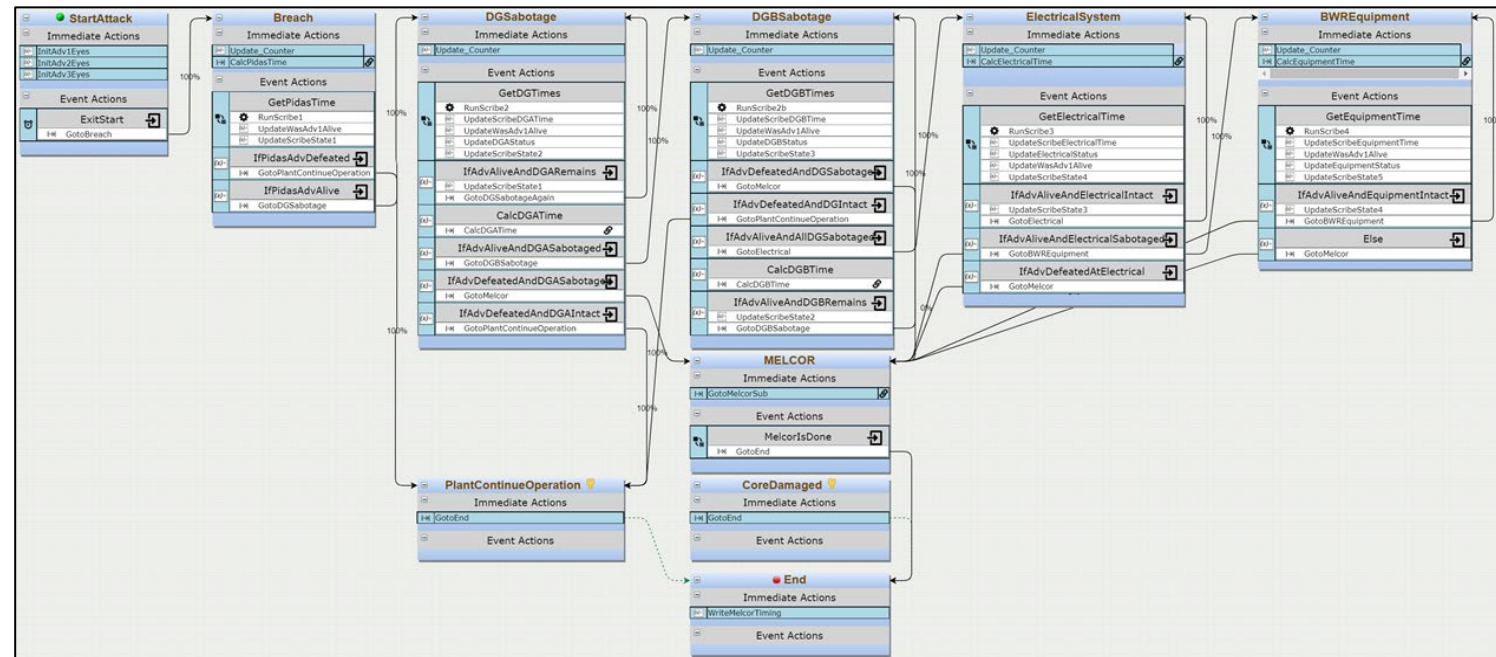 StartAttack
Immediate Actions
InitAdv1Eyes
InitAdv2Eyes
InitAdv3Eyes
Event Actions
ExitStart
GotoBreach
100%
Breach
Immediate Actions
Update_Counter
CalcPidasTime
Event Actions
GetPidasTime
RunScribe1
UpdateWasAdv1Alive
UpdateScribeState1
IfPidasAdvDefeated
GotoPlantContinueOperation
IfPidasAdvAlive
GotoDGSabotage
100%
100%
DGSabotage
Immediate Actions
Update_Counter
Event Actions
GetDGTimes
RunScribe2
UpdateScribeDGATime
UpdateWasAdv1Alive
UpdateDGAStatus
UpdateScribeState2
IfAdvAliveAndDGARemains
UpdateScribeState1
GotoDGSabotageAgain
CalcDGATime
CalcDGATime
IfAdvAliveAndDGASabotaged
GotoDGBSabotage
IfAdvDefeatedAndDGASabotage
GotoMelcor
IfAdvDefeatedAndDGAIntact
GotoPlantContinueOperation
100%
100%
100%
100%
DGBSabotage
Immediate Actions
Update_Counter
Event Actions
GetDGBTimes
RunScribe2b
UpdateScribeDGBTime
UpdateWasAdv1Alive
UpdateDGBStatus
UpdateScribeState3
IfAdvDefeatedAndDGSabotage
GotoMelcor
IfAdvDefeatedAndDGIntact
GotoPlantContinueOperation
IfAdvAliveAndAllDGSabotage
GotoElectrical
CalcDGBTime
CalcDGBTime
IfAdvAliveAndDGBRemains
UpdateScribeState2
GotoDGBSabotage
100%
100%
0%
ElectricalSystem
Immediate Actions
Update_Counter
CalcElectricalTime
Event Actions
GetElectricalTime
RunScribe3
UpdateScribeElectricalTime
UpdateElectricalStatus
UpdateWasAdv1Alive
UpdateScribeState4
IfAdvAliveAndElectricalIntact
UpdateScribeState3
GotoElectrical
IfAdvAliveAndElectricalSabotaged
GotoBWREquipment
IfAdvDefeatedAtElectrical
GotoMelcor
100%
100%
BWREquipment
Immediate Actions
Update_Counter
CalcEquipmentTime
Event Actions
GetEquipmentTime
RunScribe4
UpdateScribeEquipmentTime
UpdateWasAdv1Alive
UpdateEquipmentStatus
UpdateScribeState5
IfAdvAliveAndEquipmentIntact
UpdateScribeState4
GotoBWREquipment
Else
GotoMelcor
MELCOR
Immediate Actions
GotoMelcorSub
Event Actions
MelcorIsDone
GotoEnd
PlantContinueOperation
Immediate Actions
GotoEnd
Event Actions
CoreDamaged
Immediate Actions
GotoEnd
Event Actions
End
Immediate Actions
WriteMelcorTiming
Event Actions